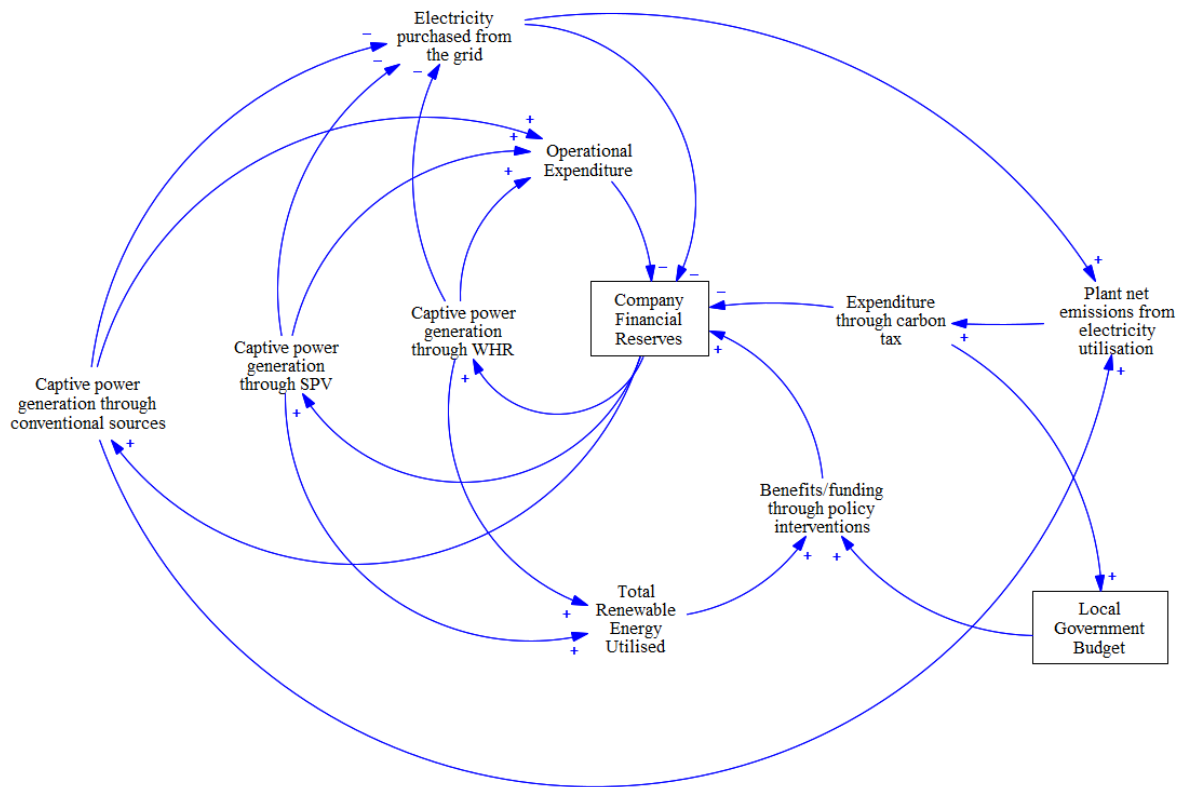 Electricity
purchased from
the grid
Operational
Expenditure
Company
Financial
Reserves
Expenditure
through carbon
tax
Plant net
emissions from
electricity
utilisation
Captive power
generation
through WHR
Captive power
generation
through SPV
Captive power
generation through
conventional sources
Benefits/funding
through policy
interventions
Total
Renewable
Energy
Utilised
Local
Government
Budget